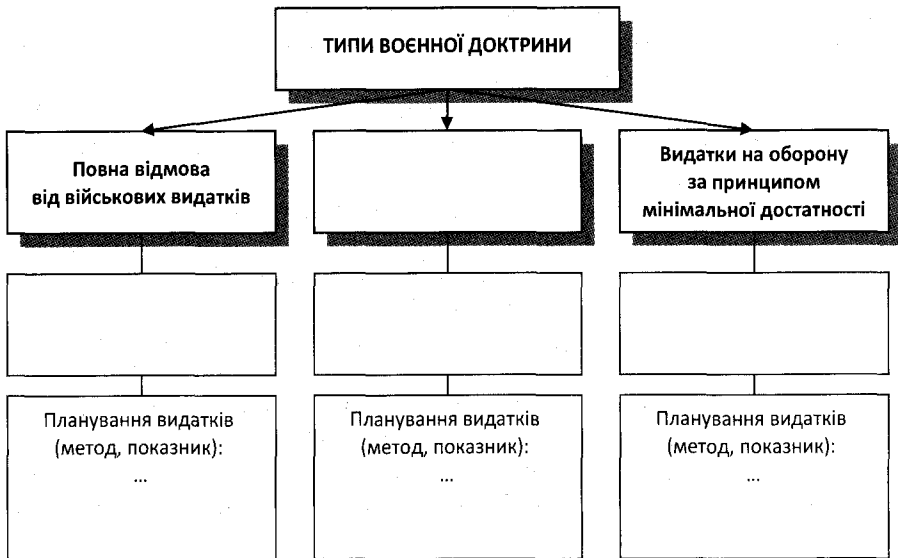 ТИПИ ВОЄННОЇ ДОКТРИНИ
Повна відмова
від військових видатків
Видатки на оборону
за принципом
мінімальної достатності
Планування видатків
(метод, показник):
...
Планування видатків
(метод, показник):
...
Планування видатків
(метод, показник):
...